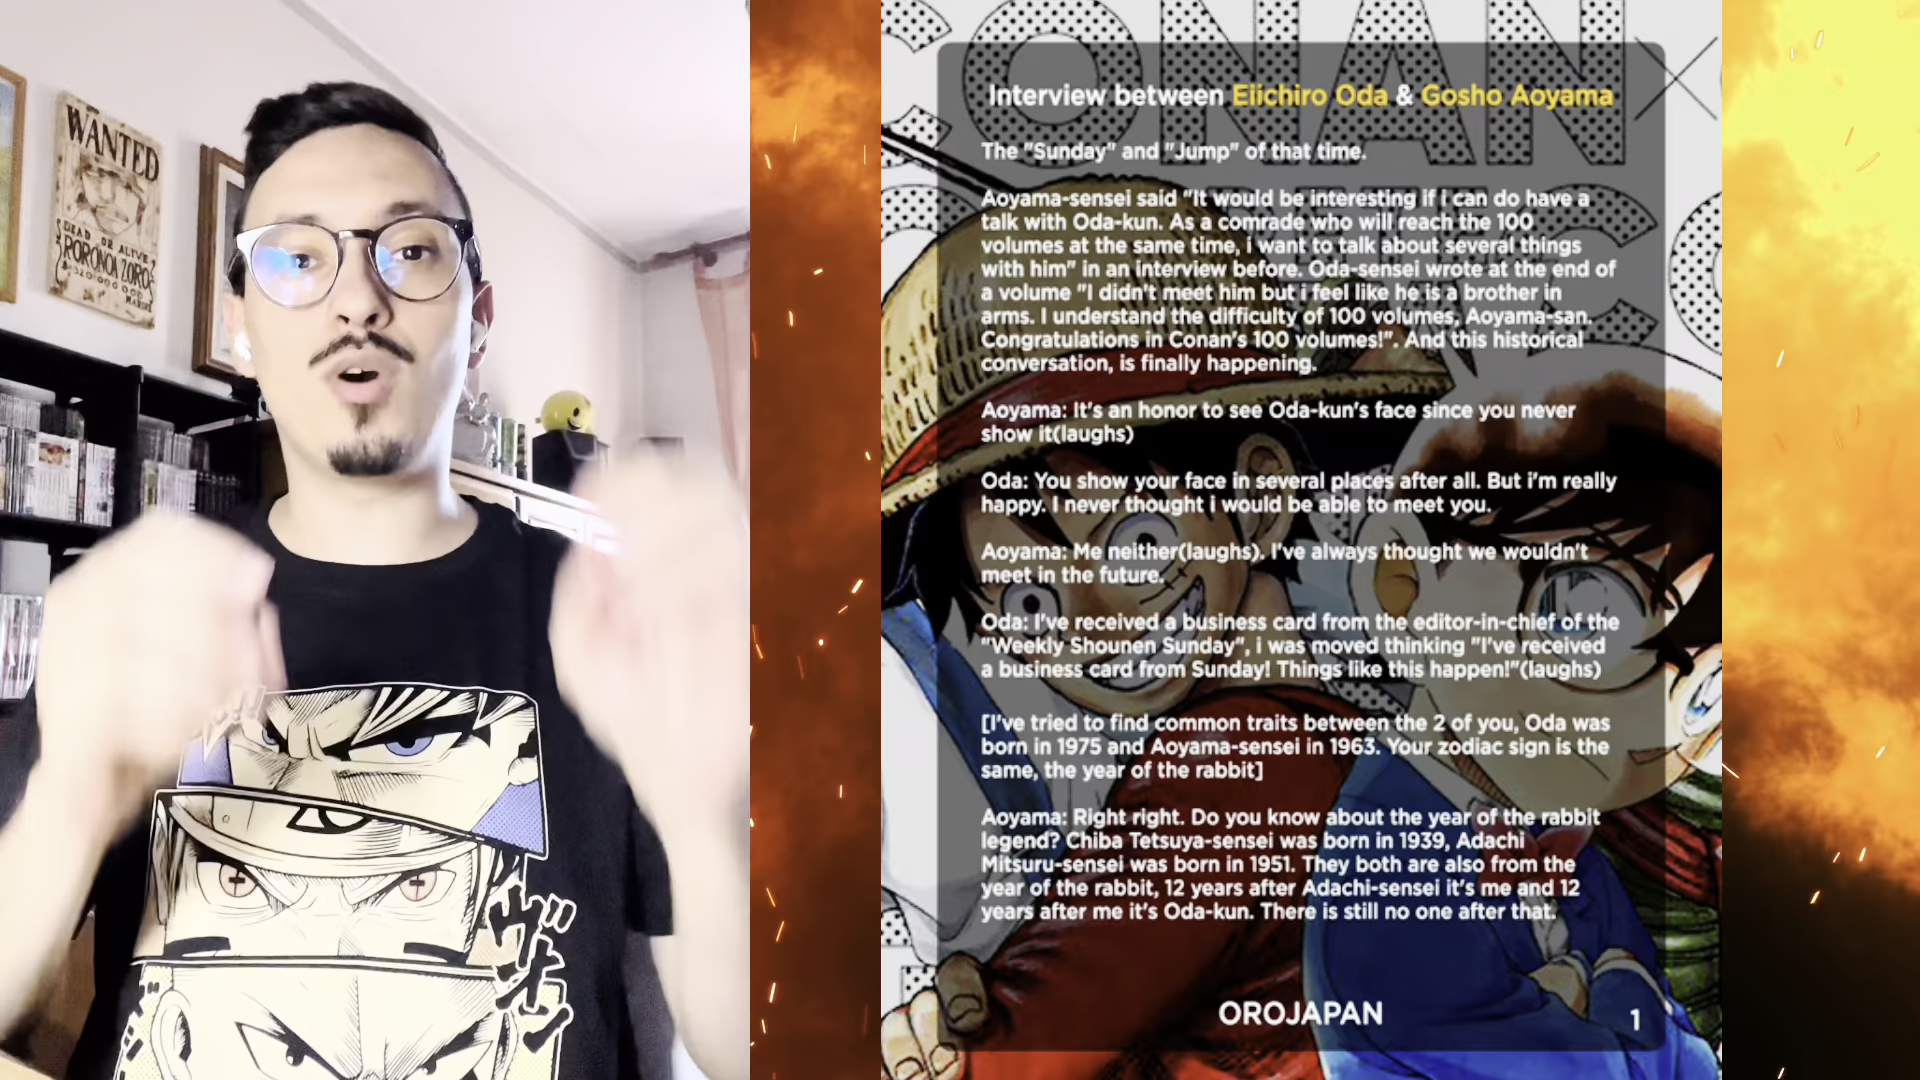 WANTED
DEAD OR ALIVE
RORONOA ZORO
MARINE
CONAN
Interview between Eiichiro Oda & Gosho Aoyama
The "Sunday" and "Jump" of that time.
Aoyama-sensei said "It would be interesting if i can do have a
talk with Oda-kun. As a comrade who will reach the 100
volumes at the same time, i want to talk about several things
with him" in an interview before. Oda-sensei wrote at the end of
a volume "I didn't meet him but i feel like he is a brother in
arms. I understand the difficulty of 100 volumes, Aoyama-san.
Congratulations in Conan's 100 volumes!". And this historical
conversation, is finally happening.
Aoyama: It's an honor to see Oda-kun's face since you never
show it(laughs)
Oda: You show your face in several places after all. But i'm really
happy. I never thought i would be able to meet you.
Aoyama: Me neither(laughs). I've always thought we wouldn't
meet in the future.
Oda: I've received a business card from the editor-in-chief of the
"Weekly Shounen Sunday", i was moved thinking "I've received
a business card from Sunday! Things like this happen!"(laughs)
[I've tried to find common traits between the 2 of you, Oda was
born in 1975 and Aoyama-sensei in 1963. Your zodiac sign is the
same, the year of the rabbit]
Aoyama: Right right. Do you know about the year of the rabbit
legend? Chiba Tetsuya-sensei was born in 1939, Adachi
Mitsuru-sensei was born in 1951. They both are also from the
year of the rabbit, 12 years after Adachi-sensei it's me and 12
years after me it's Oda-kun. There is still no one after that.
OROJAPAN
1